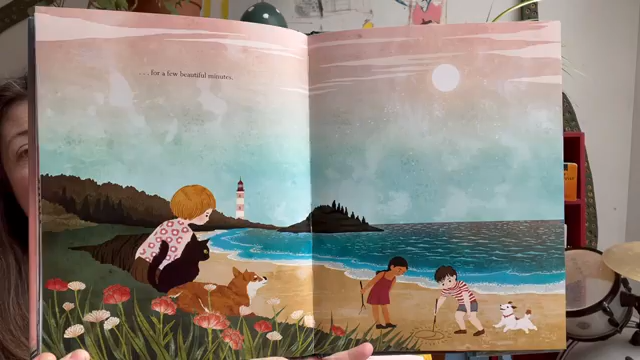 . . . for a few beautiful minutes.